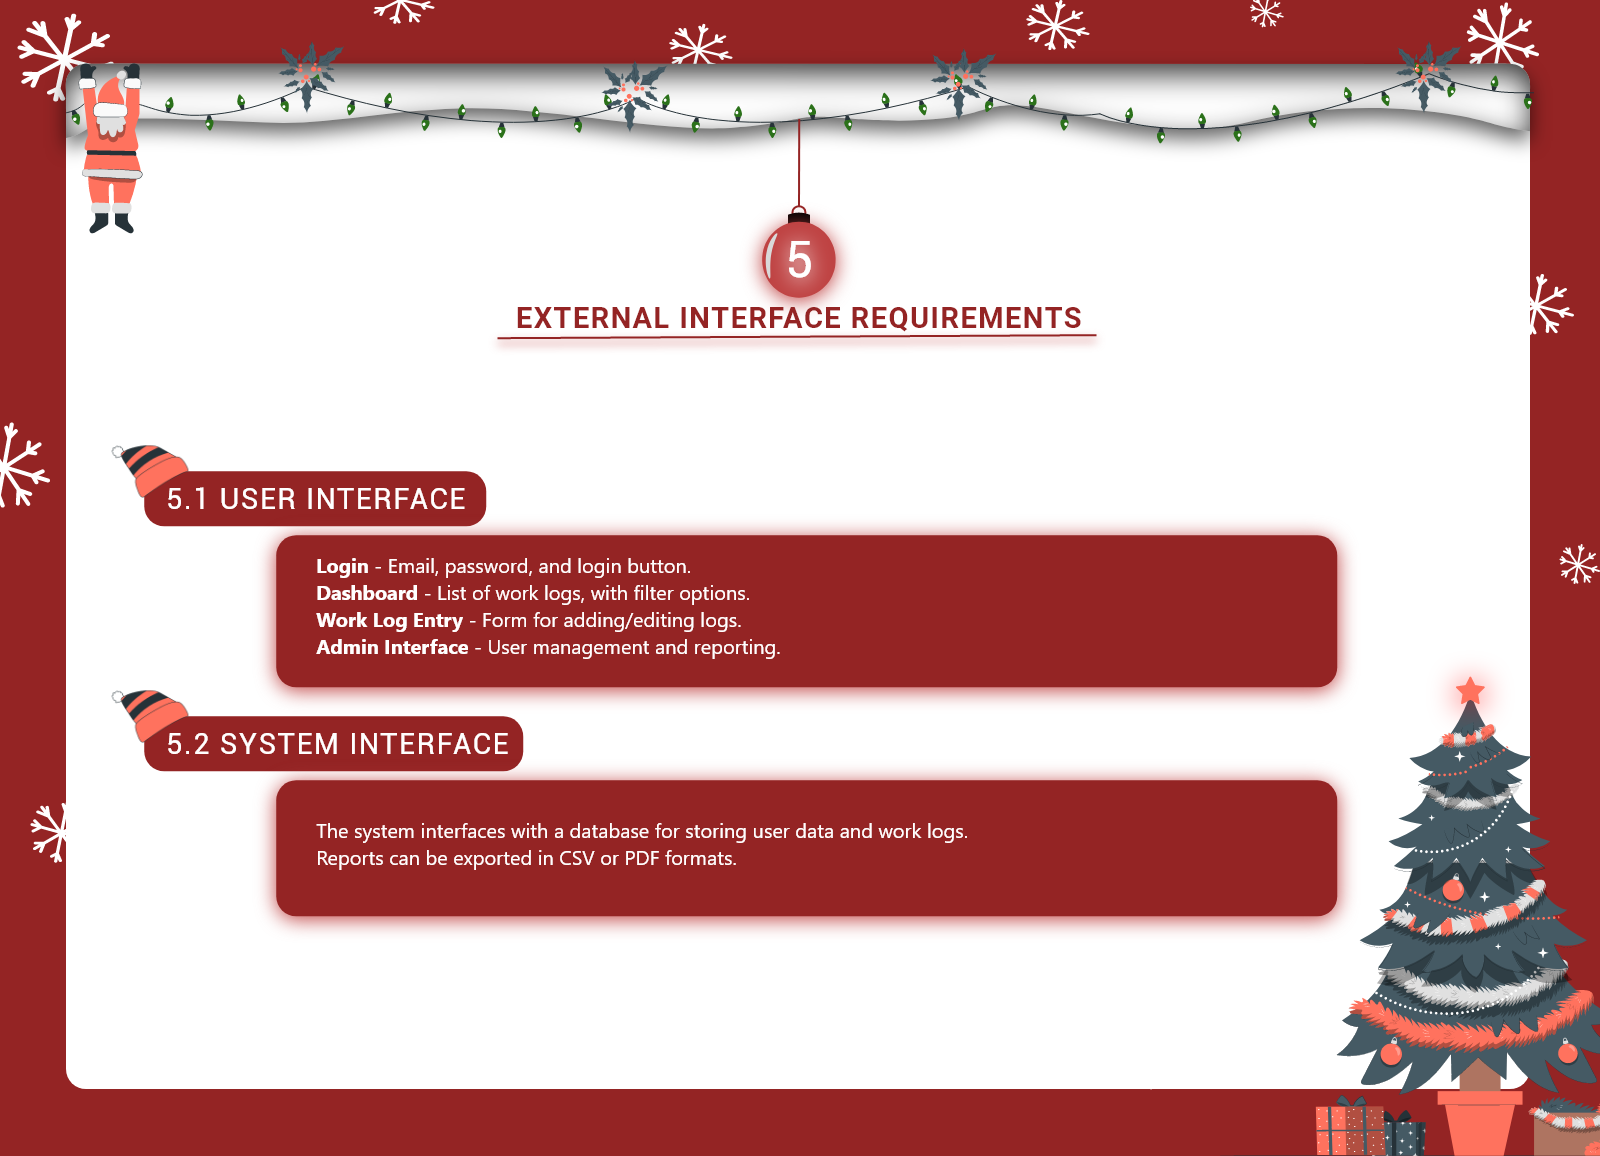 5
EXTERNAL INTERFACE REQUIREMENTS
5.1 USER INTERFACE
Login - Email, password, and login button.
Dashboard - List of work logs, with filter options.
Work Log Entry - Form for adding/editing logs.
Admin Interface - User management and reporting.
5.2 SYSTEM INTERFACE
The system interfaces with a database for storing user data and work logs.
Reports can be exported in CSV or PDF formats.